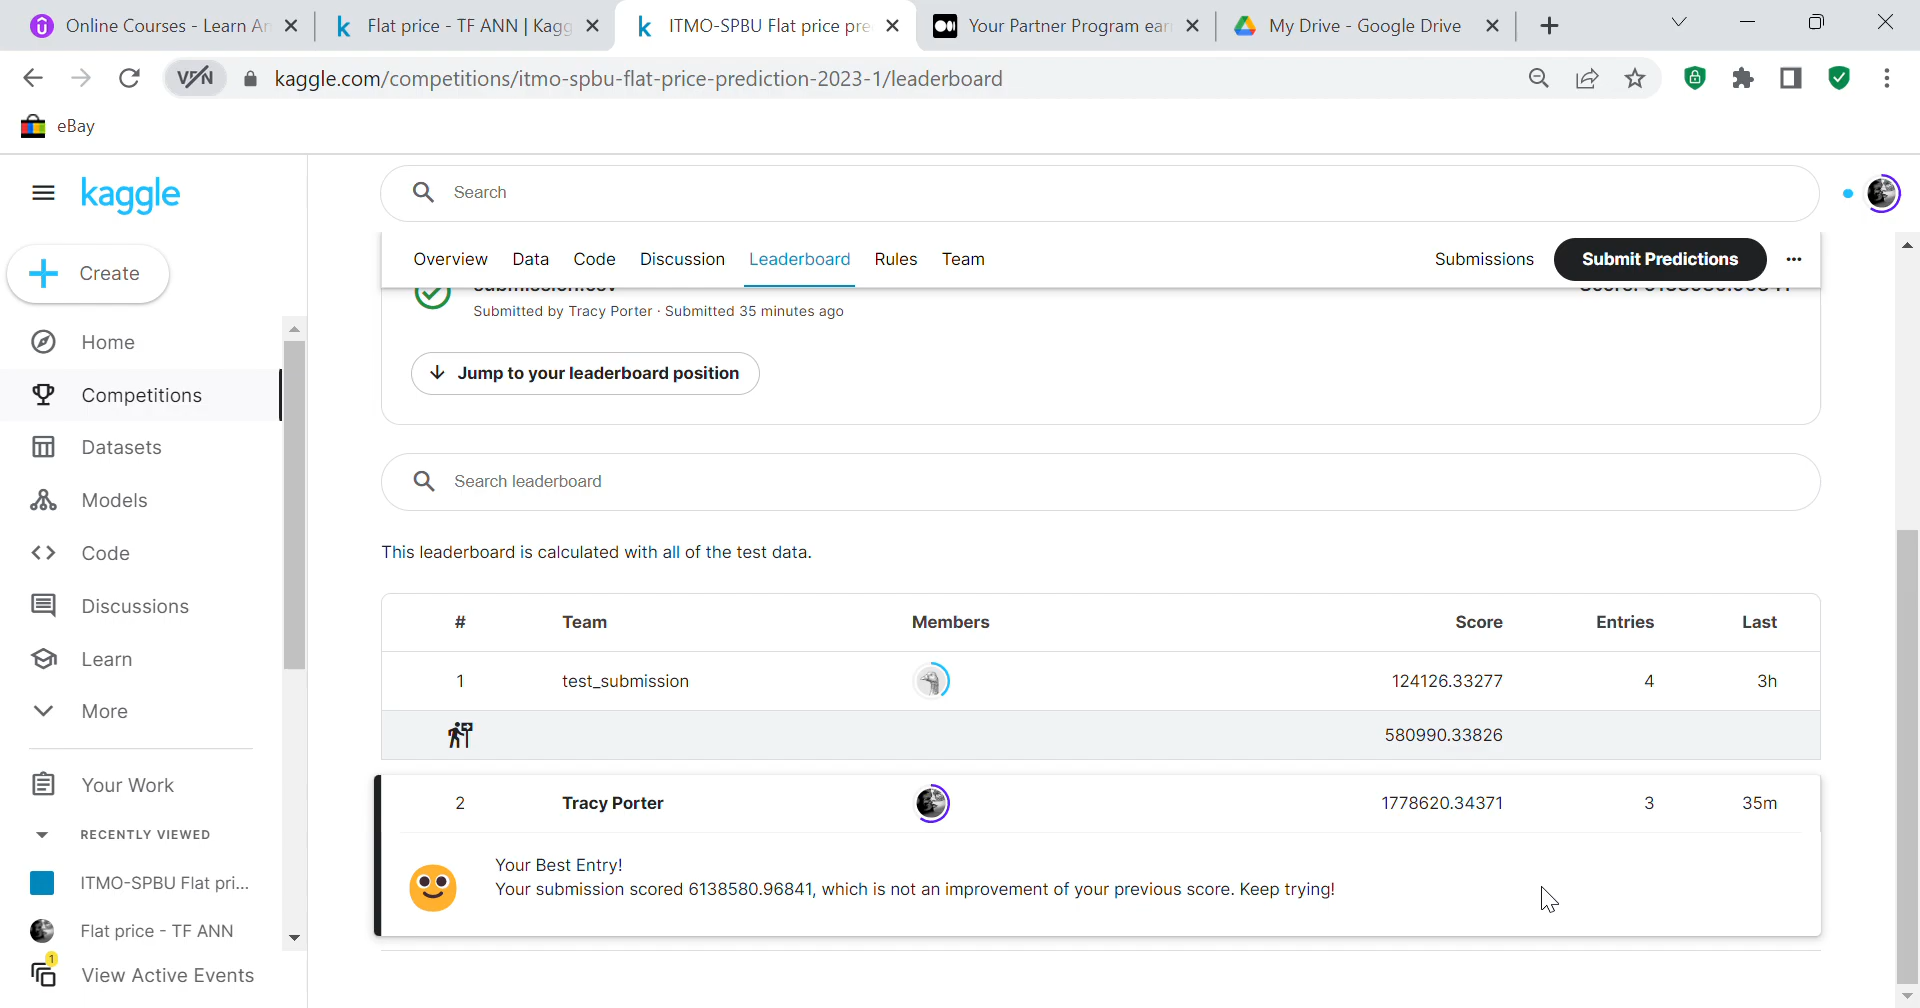 Online Courses - Learn An
Flat price - TF ANN | Kagg
ITMO-SPBU Flat price pre
Your Partner Program ear
My Drive - Google Drive
VPN
kaggle.com/competitions/itmo-spbu-flat-price-prediction-2023-1/leaderboard
eBay
kaggle
Search
Create
Overview
Data
Code
Discussion
Leaderboard
Rules
Team
Submissions
Submit Predictions
Submitted by Tracy Porter · Submitted 35 minutes ago
Home
Competitions
Datasets
Models
Code
Discussions
Learn
More
Your Work
RECENTLY VIEWED
ITMO-SPBU Flat pri...
Flat price - TF ANN
1
View Active Events
Jump to your leaderboard position
Search leaderboard
This leaderboard is calculated with all of the test data.
# Team Members Score Entries Last
1 test_submission 124126.33277 4 3h
580990.33826
2 Tracy Porter 1778620.34371 3 35m
Your Best Entry!
Your submission scored 6138580.96841, which is not an improvement of your previous score. Keep trying!